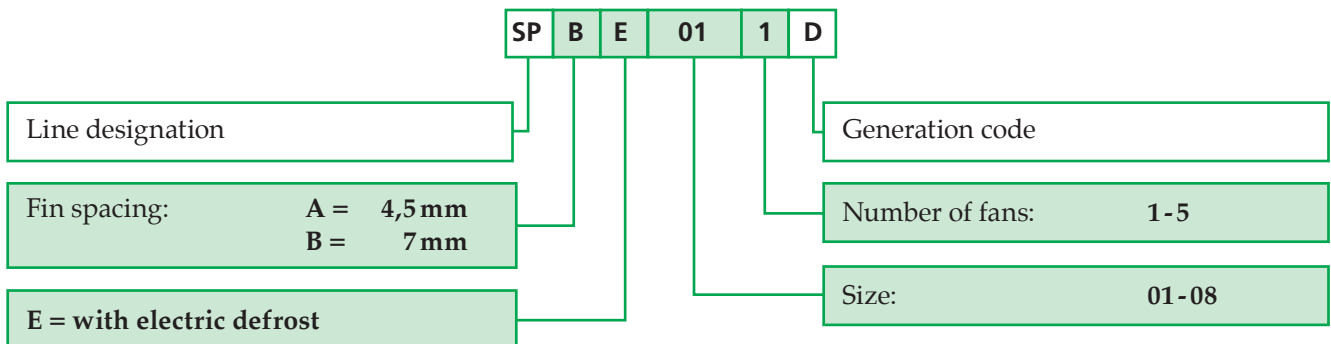 SP B E 01 1 D
Line designation
Generation code
Fin spacing: A = 4,5 mm
B = 7 mm
Number of fans: 1-5
E = with electric defrost
Size: 01-08